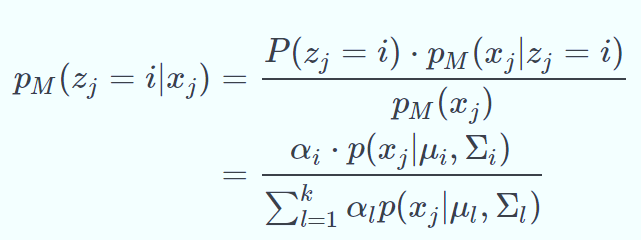 p_M(z_j = i|x_j) = \frac{P(z_j = i) \cdot p_M(x_j|z_j = i)}{p_M(x_j)}
= \frac{\alpha_i \cdot p(x_j|\mu_i, \Sigma_i)}{\sum_{l=1}^{k} \alpha_l p(x_j|\mu_l, \Sigma_l)}